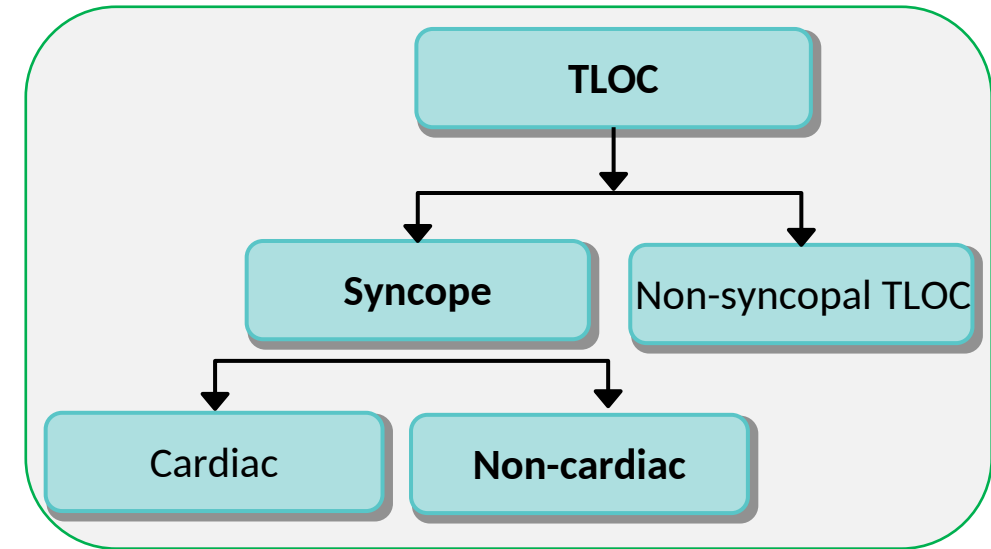 TLOC
Syncope
Non-syncopal TLOC
Cardiac
Non-cardiac